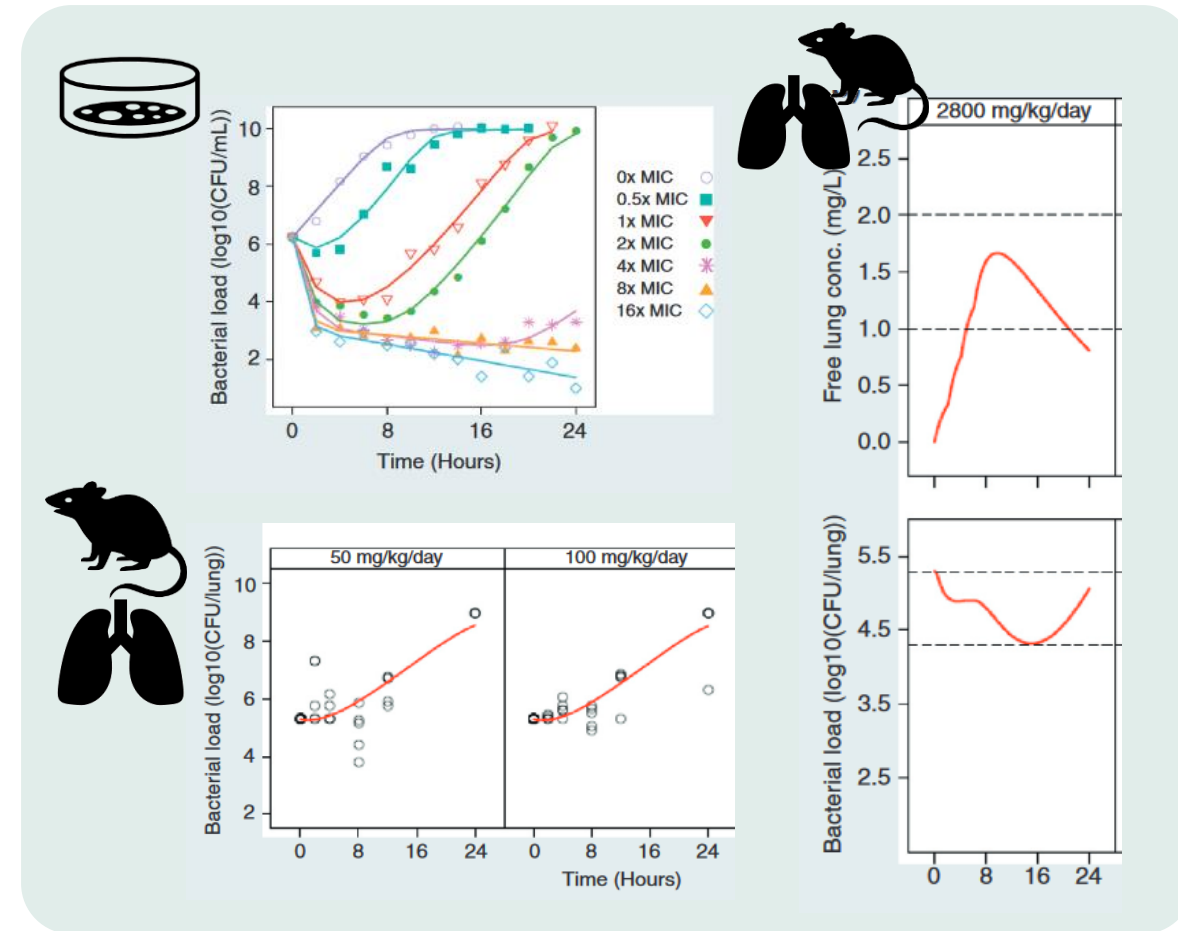 Bacterial load (log10(CFU/mL))
10
8
6
4
2
0 8 16 24
Time (Hours)
0x MIC
0.5x MIC
1x MIC
2x MIC
4x MIC
8x MIC
16x MIC
2800 mg/kg/day
Free lung conc. (mg/L)
2.5
2.0
1.5
1.0
0.5
0.0
50 mg/kg/day 100 mg/kg/day
Bacterial load (log10(CFU/lung))
10
8
6
4
2
0 8 16 24 0 8 24
Time (Hours)
Bacterial load (log10(CFU/lung))
5.5
4.5
3.5
2.5
0 8 16 24